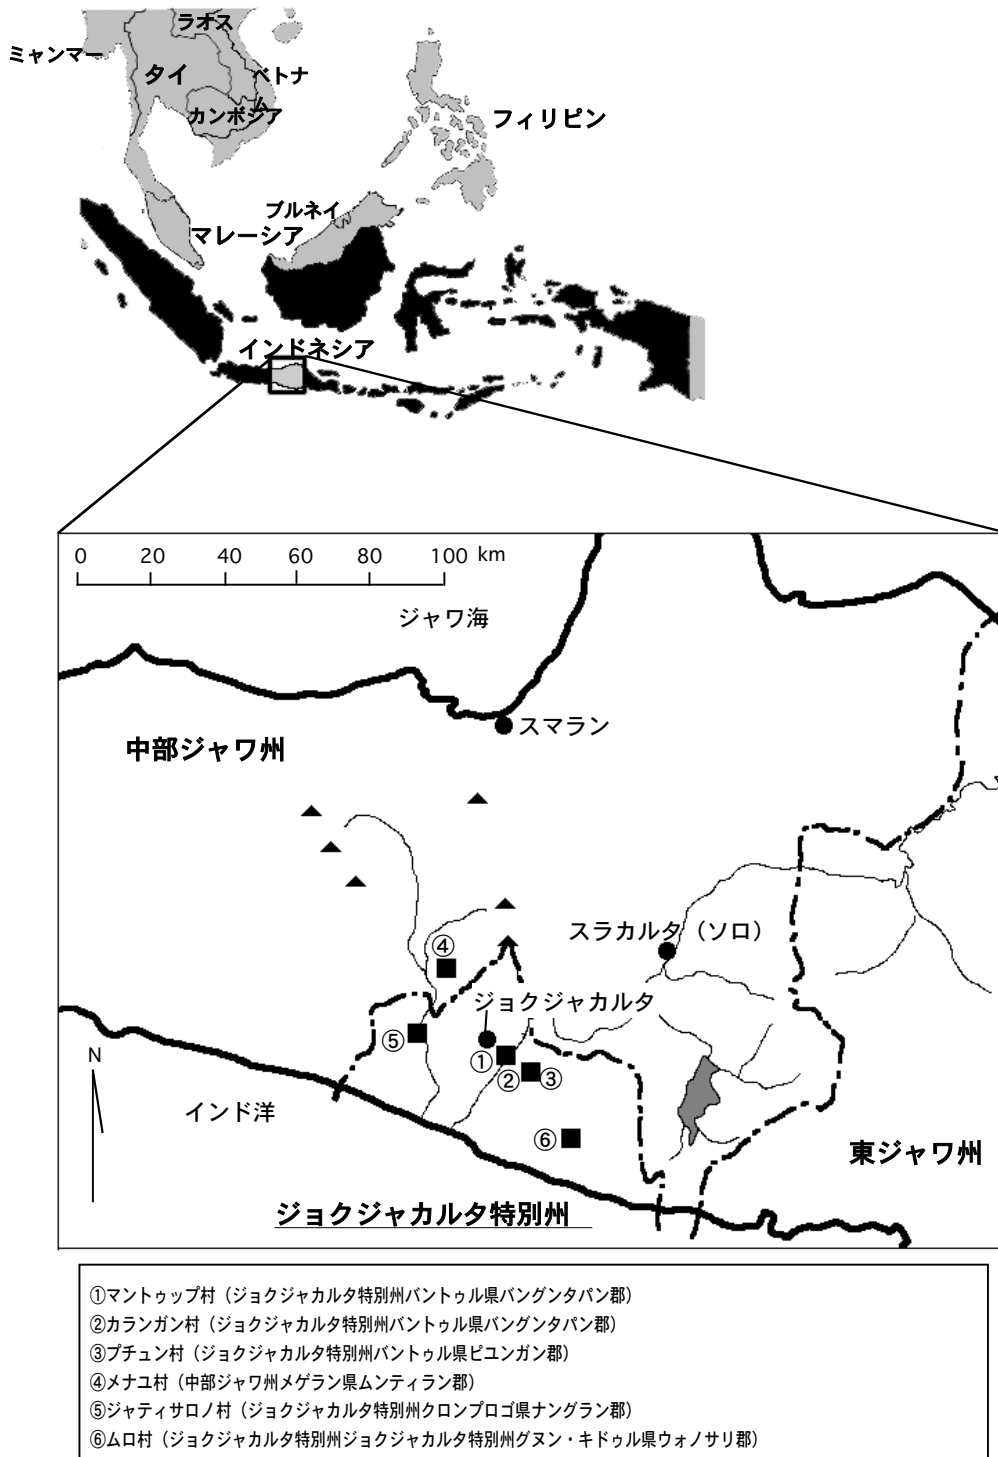 ラオス
ミャンマー
タイ
ベトナ
ム
カンボジア
フィリピン
ブルネイ
マレーシア
インドネシア
0 20 40 60 80 100 km
ジャワ海
スマラン
中部ジャワ州
スラカルタ（ソロ）
④
ジョクジャカルタ
⑤
①
②
③
N
インド洋
⑥
東ジャワ州
ジョクジャカルタ特別州
①マントゥップ村（ジョクジャカルタ特別州バントゥル県バングンタパン郡）
②カランガン村（ジョクジャカルタ特別州バントゥル県バングンタパン郡）
③プチュン村（ジョクジャカルタ特別州バントゥル県ピユンガン郡）
④メナユ村（中部ジャワ州メゲラン県ムンティラン郡）
⑤ジャティサロノ村（ジョクジャカルタ特別州クロンプロゴ県ナングラン郡）
⑥ムロ村（ジョクジャカルタ特別州ジョクジャカルタ特別州グヌン・キドゥル県ウォノサリ郡）